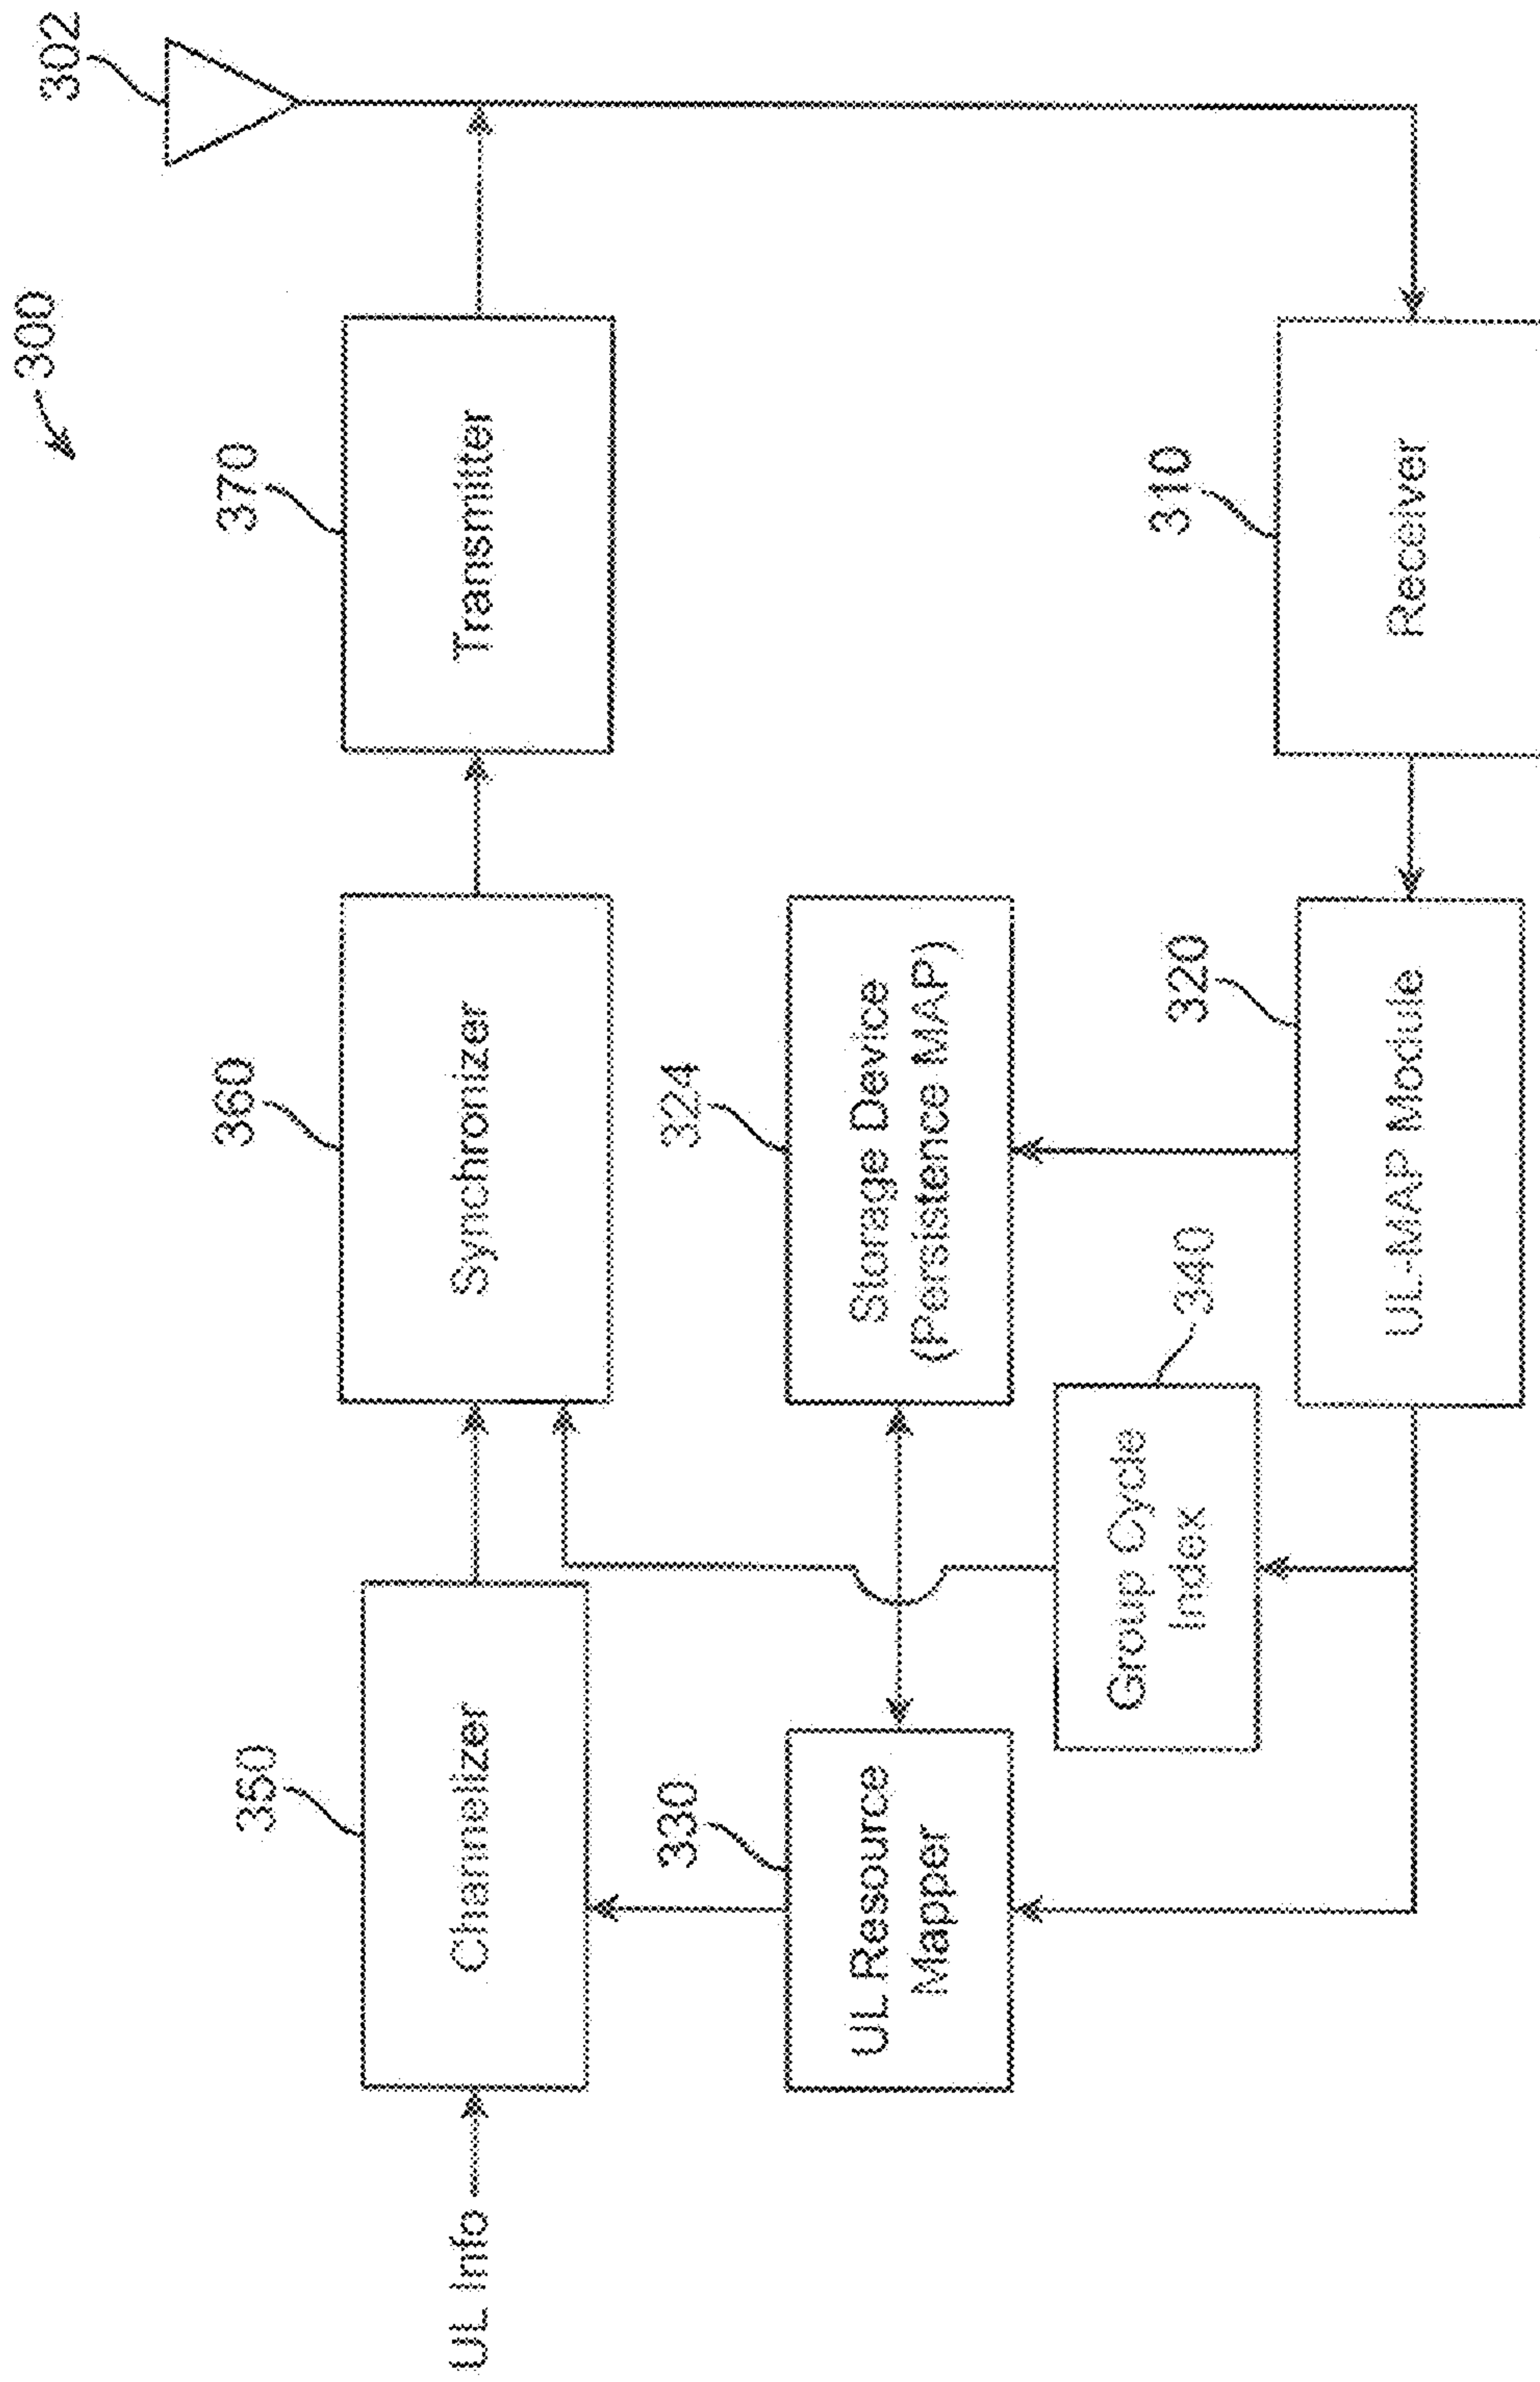 300
302
UL Info
350
Channelizer
360
Synchronizer
370
Transmitter
330
UL Resource
Mapper
324
Storage Device
(Persistence MAP)
340
Group Cycle
Index
320
UL-MAP Module
310
Receiver